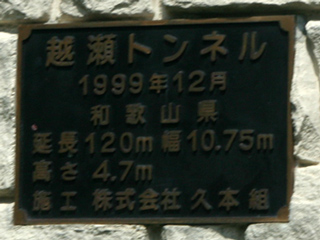 越瀬トンネル
1999年12月
和歌山県
延長120m 幅10.75m
高さ 4.7m
施工 株式会社 久本組